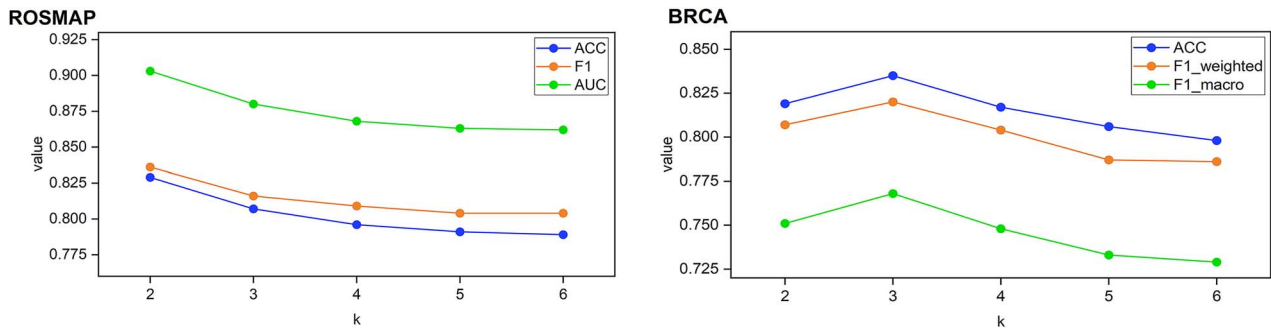 ROSMAP
0.925
0.900
0.875
0.850
0.825
0.800
0.775
value
2 3 4 5 6
k
ACC
F1
AUC
BRCA
0.850
0.825
0.800
0.775
0.750
0.725
value
2 3 4 5 6
k
ACC
F1_weighted
F1_macro